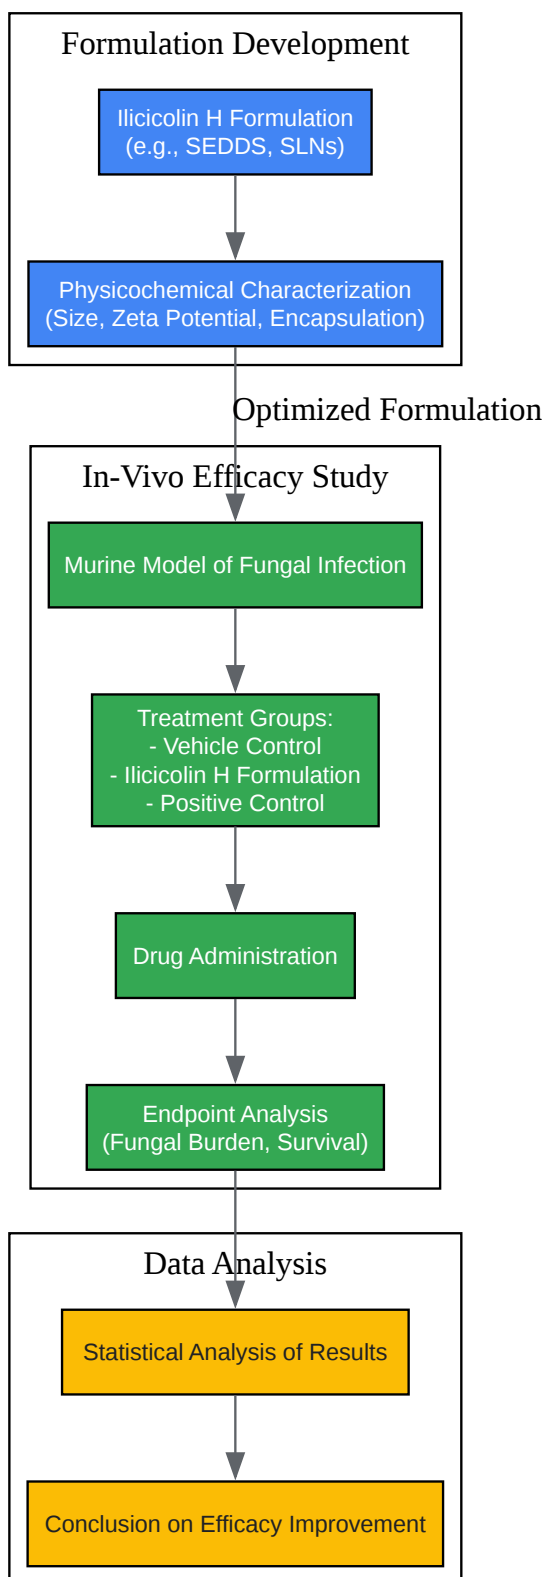 Formulation Development
Ilicicolin H Formulation
(e.g., SEDDS, SLNs)
Physicochemical Characterization
(Size, Zeta Potential, Encapsulation)
Optimized Formulation
In-Vivo Efficacy Study
Murine Model of Fungal Infection
Treatment Groups:
- Vehicle Control
- Ilicicolin H Formulation
- Positive Control
Drug Administration
Endpoint Analysis
(Fungal Burden, Survival)
Data Analysis
Statistical Analysis of Results
Conclusion on Efficacy Improvement